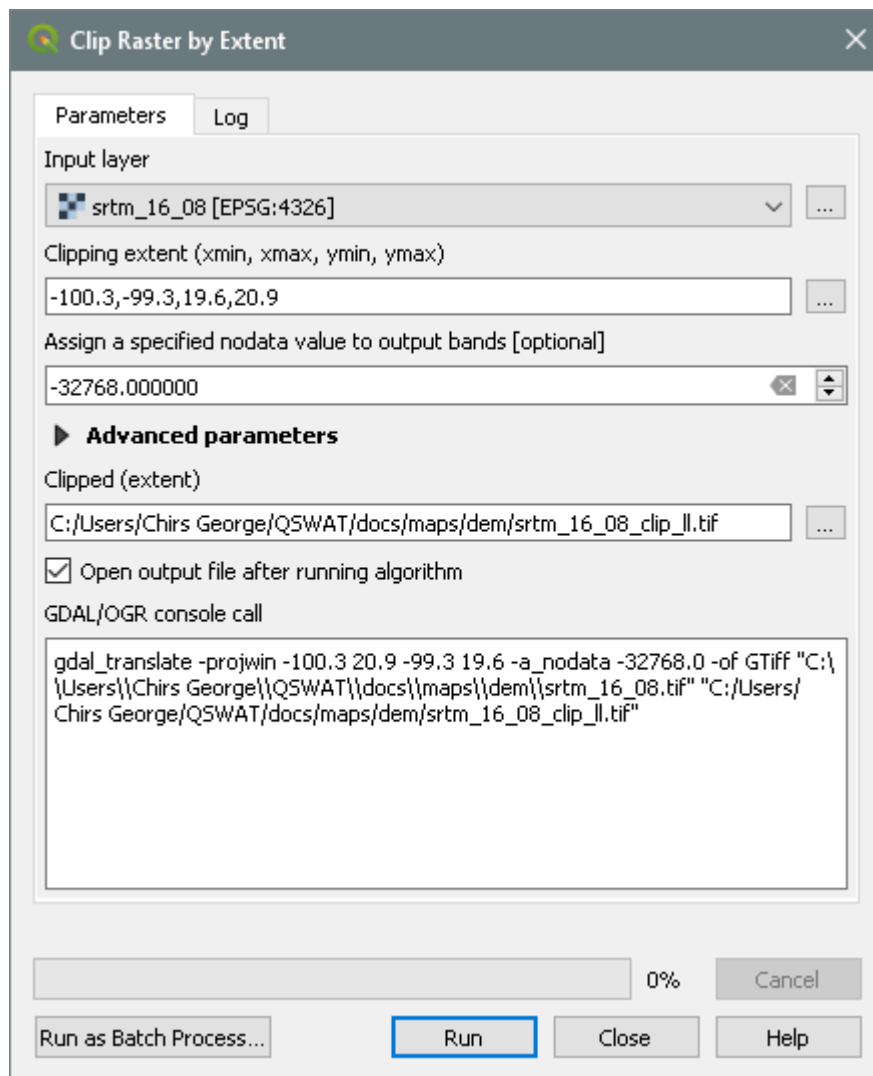 Clip Raster by Extent
Parameters
Log
Input layer
srtm_16_08 [EPSG:4326]
...
Clipping extent (xmin, xmax, ymin, ymax)
-100.3,-99.3,19.6,20.9
...
Assign a specified nodata value to output bands [optional]
-32768.000000
Advanced parameters
Clipped (extent)
C:/Users/Chirs George/QSWAT/docs/maps/dem/srtm_16_08_clip_ll.tif
...
Open output file after running algorithm
GDAL/OGR console call
gdal_translate -projwin -100.3 20.9 -99.3 19.6 -a_nodata -32768.0 -of GTiff "C:\
\Users\\Chirs George\\QSWAT\\docs\\maps\\dem\\srtm_16_08.tif" "C:/Users/
Chirs George/QSWAT/docs/maps/dem/srtm_16_08_clip_ll.tif"
0%
Cancel
Run as Batch Process...
Run
Close
Help